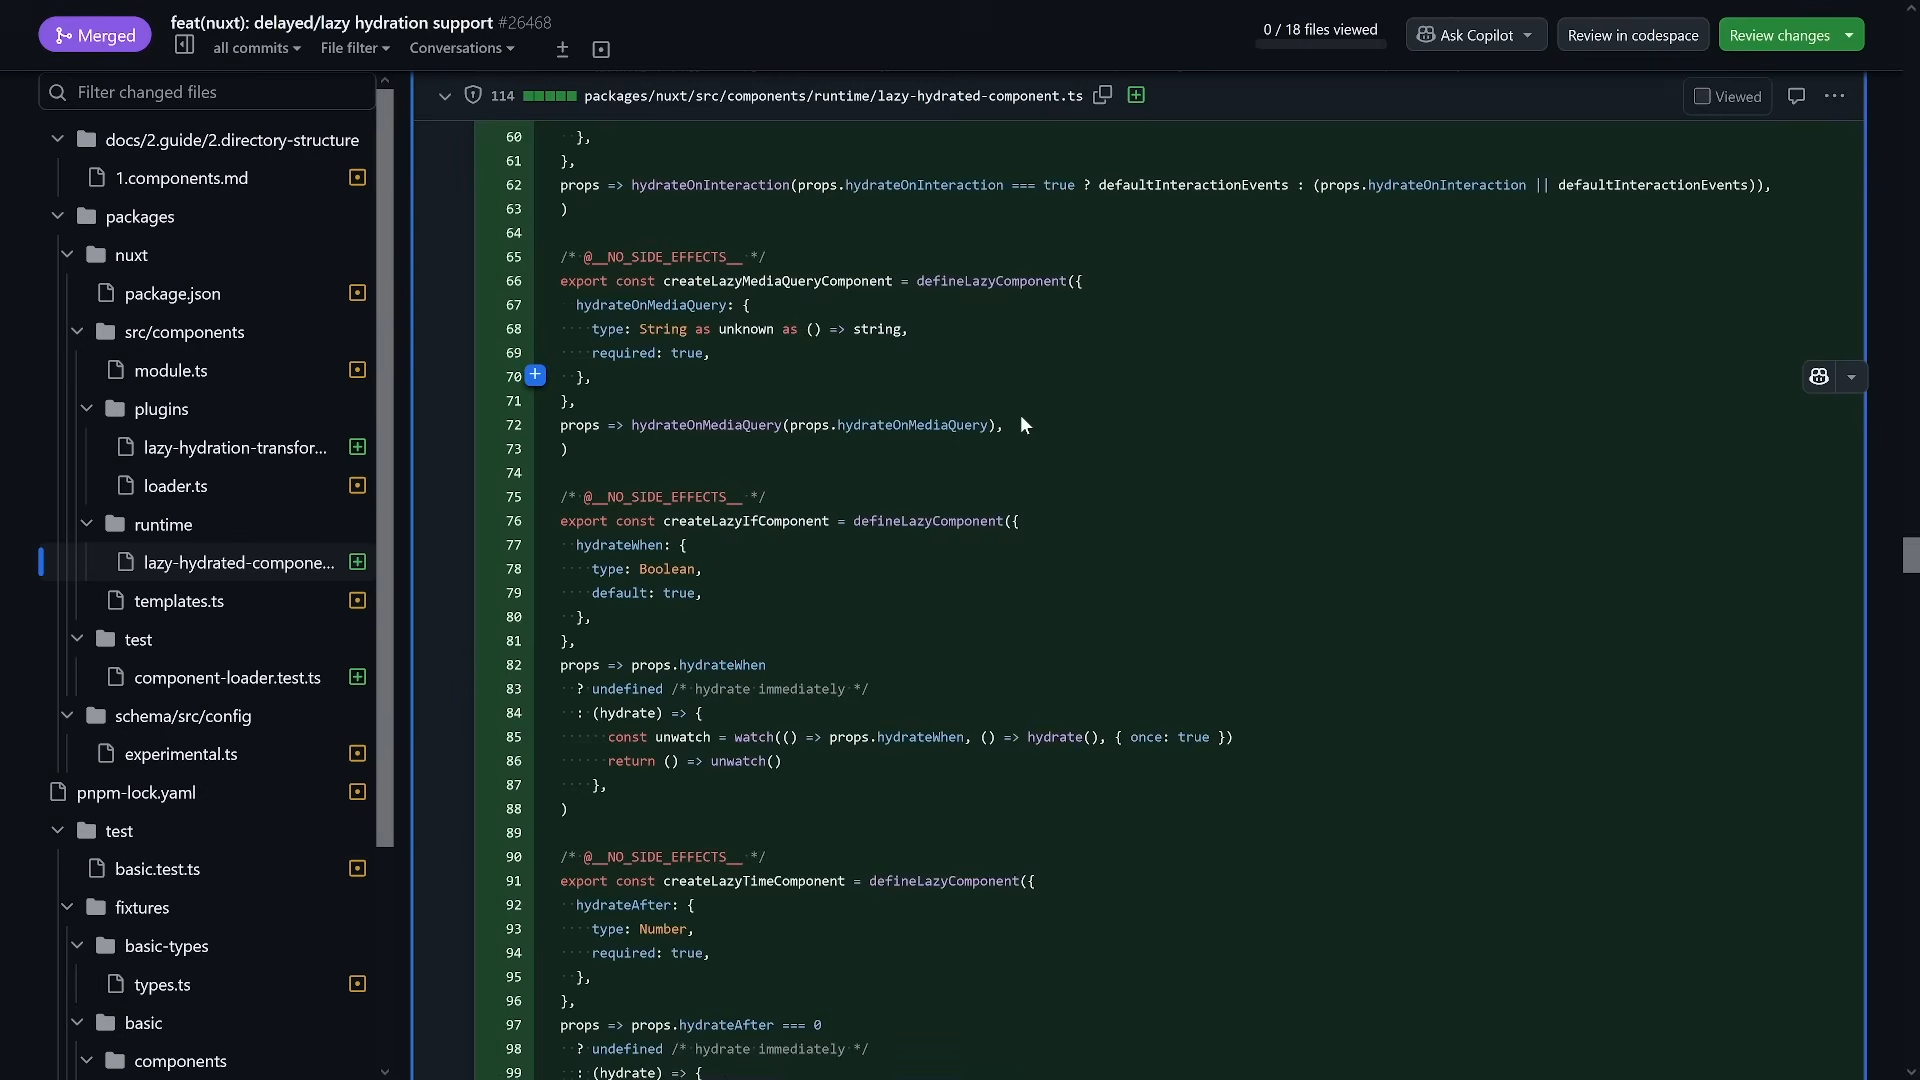 Merged
feat(nuxt): delayed/lazy hydration support #26468
all commits
File filter
Conversations
0 / 18 files viewed
Ask Copilot
Review in codespace
Review changes
Filter changed files
docs/2.guide/2.directory-structure
1.components.md
packages
nuxt
package.json
src/components
module.ts
plugins
lazy-hydration-transfor...
loader.ts
runtime
lazy-hydrated-compone...
templates.ts
test
component-loader.test.ts
schema/src/config
experimental.ts
pnpm-lock.yaml
test
basic.test.ts
fixtures
basic-types
types.ts
basic
components
114 packages/nuxt/src/components/runtime/lazy-hydrated-component.ts
Viewed
60 },
61 },
62 props => hydrateOnInteraction(props.hydrateOnInteraction === true ? defaultInteractionEvents : (props.hydrateOnInteraction || defaultInteractionEvents)),
63 )
64
65 /* @__NO_SIDE_EFFECTS__ */
66 export const createLazyMediaQueryComponent = defineLazyComponent({
67 hydrateOnMediaQuery: {
68 type: String as unknown as () => string,
69 required: true,
70 },
71 },
72 props => hydrateOnMediaQuery(props.hydrateOnMediaQuery),
73 )
74
75 /* @__NO_SIDE_EFFECTS__ */
76 export const createLazyIfComponent = defineLazyComponent({
77 hydrateWhen: {
78 type: Boolean,
79 default: true,
80 },
81 },
82 props => props.hydrateWhen
83 ? undefined /* hydrate immediately */
84 : (hydrate) => {
85 const unwatch = watch(() => props.hydrateWhen, () => hydrate(), { once: true })
86 return () => unwatch()
87 },
88 )
89
90 /* @__NO_SIDE_EFFECTS__ */
91 export const createLazyTimeComponent = defineLazyComponent({
92 hydrateAfter: {
93 type: Number,
94 required: true,
95 },
96 },
97 props => props.hydrateAfter === 0
98 ? undefined /* hydrate immediately */
99 : (hydrate) => {